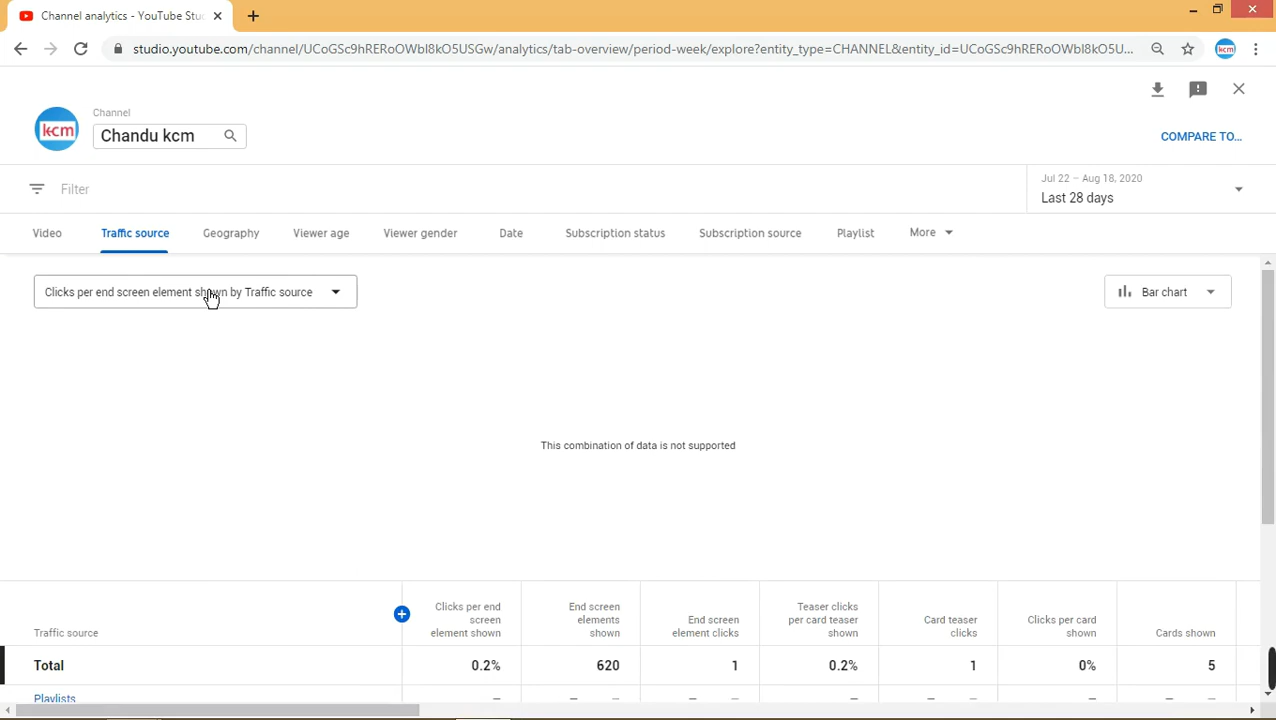 Channel analytics - YouTube Stu
studio.youtube.com/channel/UCoGSc9hRERoOWbI8kO5USGw/analytics/tab-overview/period-week/explore?entity_type=CHANNEL&entity_id=UCoGSc9hRERoOWbI8kO5U...
kcm
kcm
Channel
Chandu kcm
COMPARE TO...
Filter
Jul 22 – Aug 18, 2020
Last 28 days
Video
Traffic source
Geography
Viewer age
Viewer gender
Date
Subscription status
Subscription source
Playlist
More
Clicks per end screen element shown by Traffic source
Bar chart
This combination of data is not supported
Traffic source
Clicks per end
screen
element shown
End screen
elements
shown
End screen
element clicks
Teaser clicks
per card teaser
shown
Card teaser
clicks
Clicks per card
shown
Cards shown
Total
0.2%
620
1
0.2%
1
0%
5
Playlists